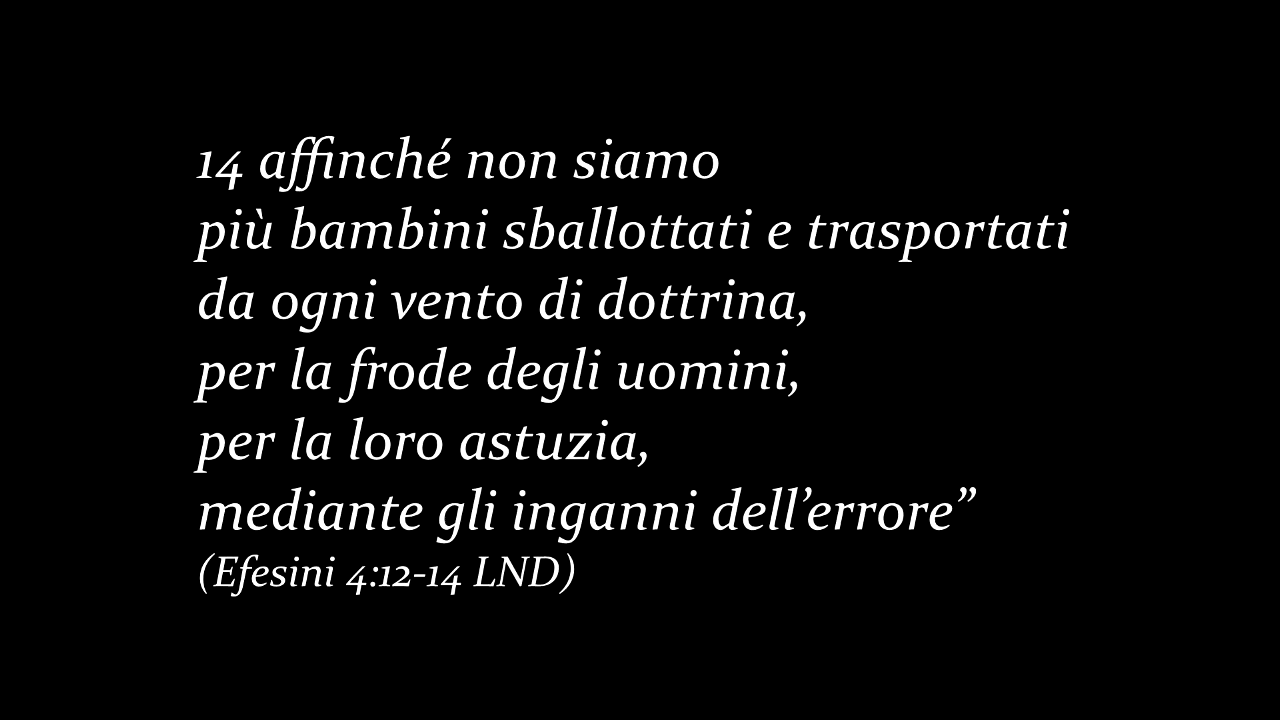 14 affinché non siamo
più bambini sballottati e trasportati
da ogni vento di dottrina,
per la frode degli uomini,
per la loro astuzia,
mediante gli inganni dell’errore”
(Efesini 4:12-14 LND)